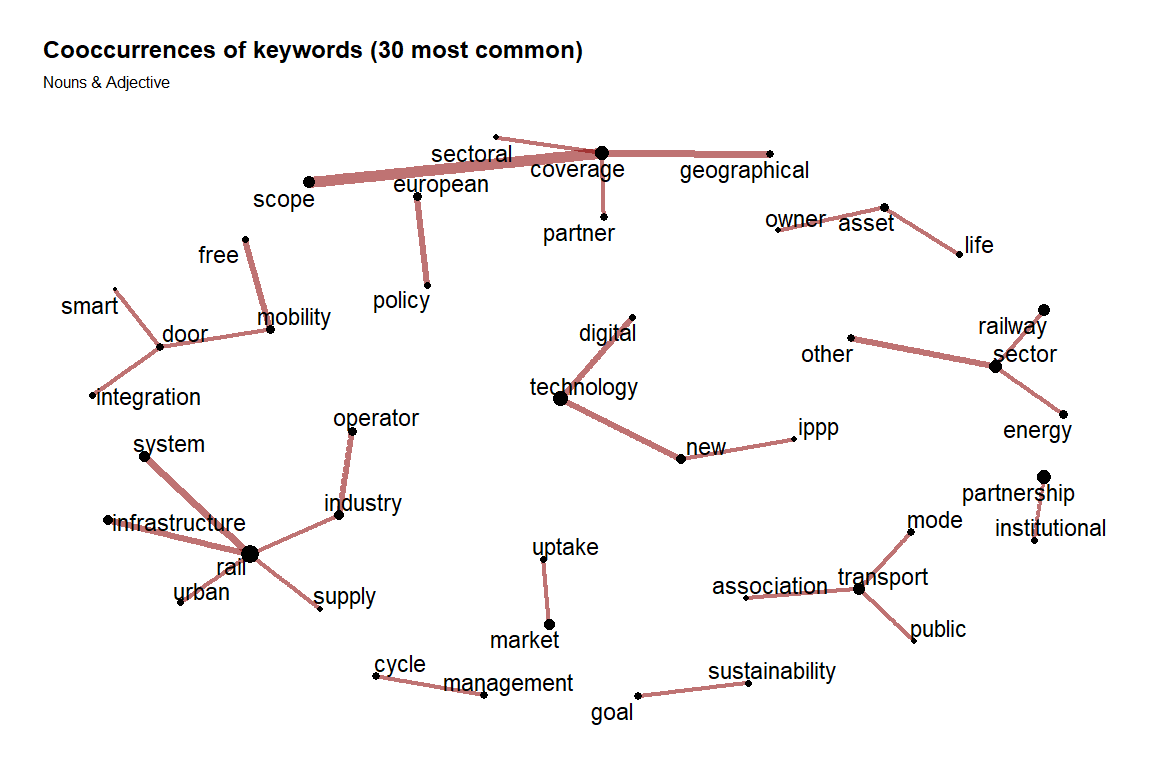 Cooccurrences of keywords (30 most common)
Nouns & Adjective
sectoral
coverage
geographical
scope
european
partner
owner
asset
life
free
policy
smart
mobility
door
digital
railway
other
sector
integration
technology
operator
ippp
energy
system
new
industry
partnership
infrastructure
mode
institutional
rail
uptake
urban
supply
association
transport
public
market
cycle
management
sustainability
goal